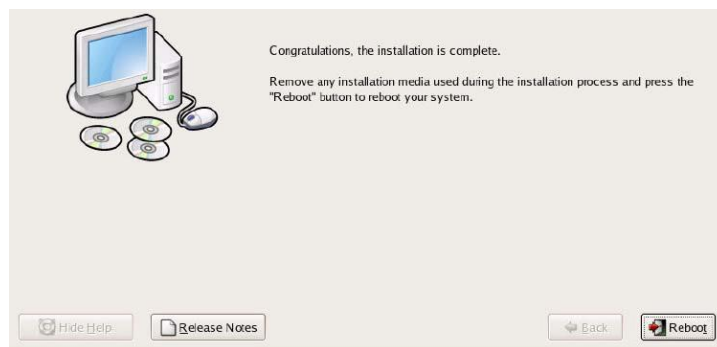 Congratulations, the installation is complete.
Remove any installation media used during the installation process and press the
"Reboot" button to reboot your system.
Hide Help
Release Notes
Back
Reboot